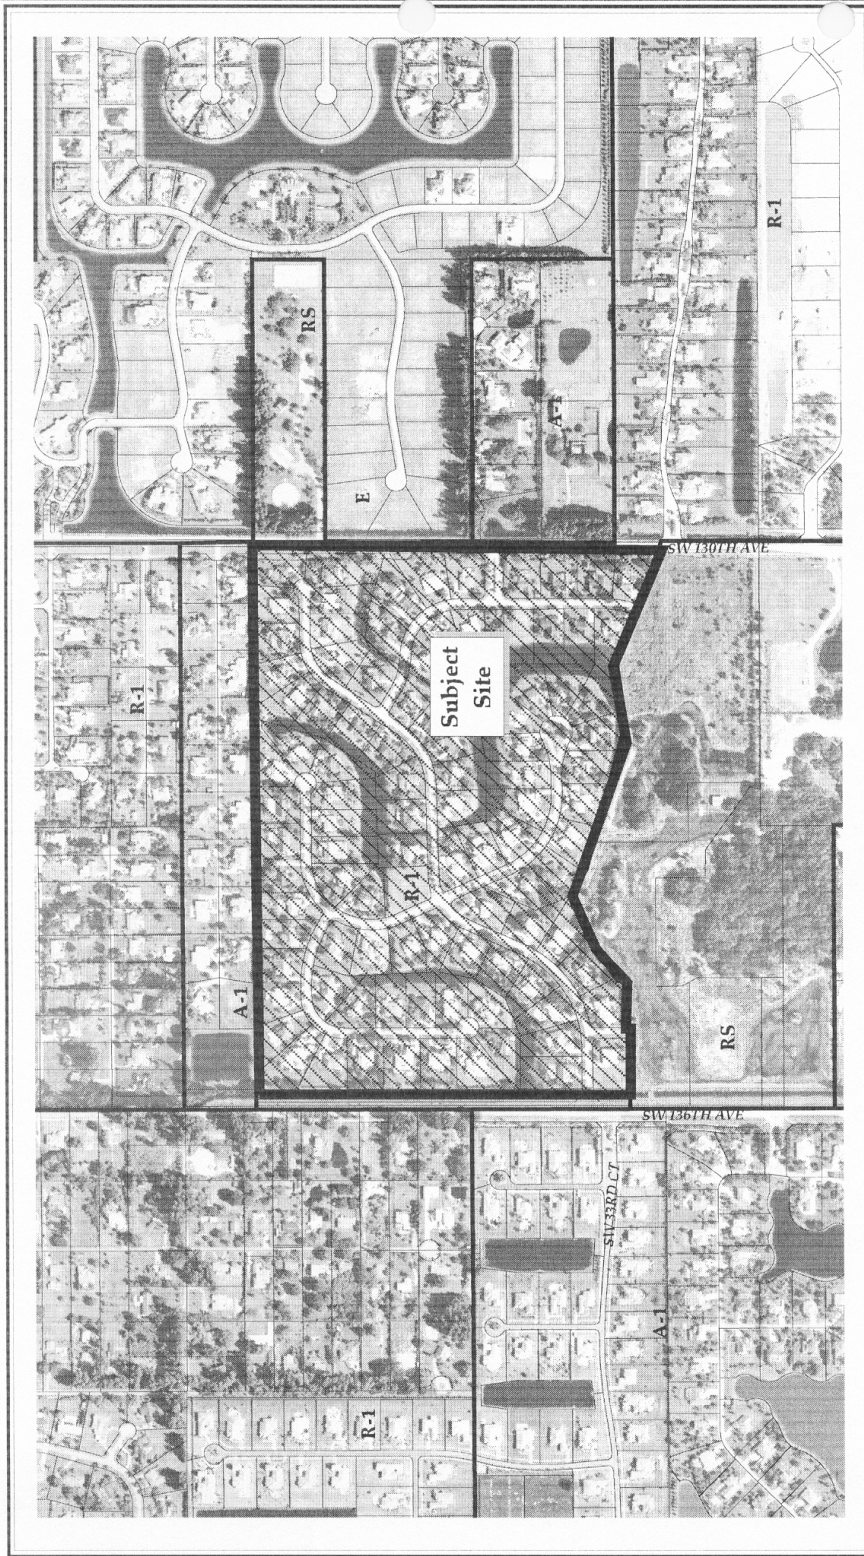 R-1
RS
A-1
E
SW 130TH AVE
R-1
Subject
Site
R-1
A-1
RS
SW 136TH AVE
SW 33RD CT
A-1
R-1